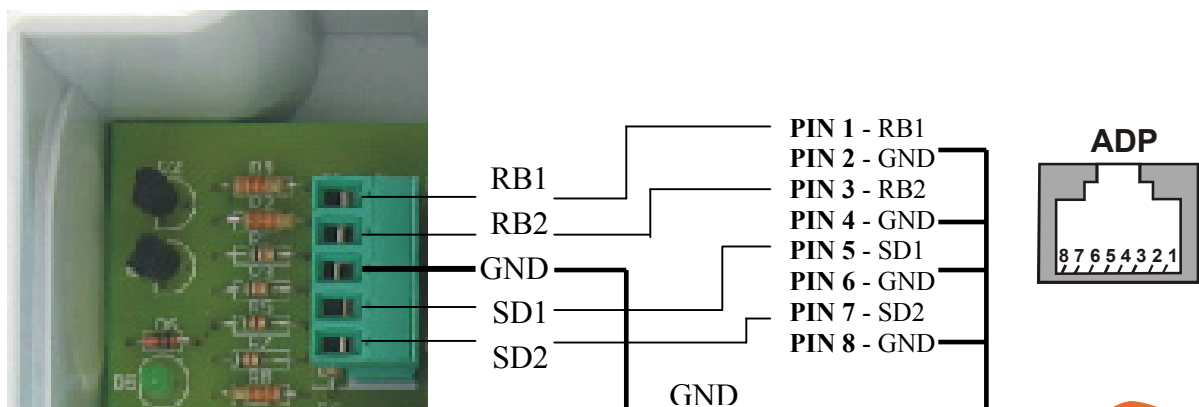 RB1
RB2
GND
SD1
SD2
PIN 1 - RB1
PIN 2 - GND
PIN 3 - RB2
PIN 4 - GND
PIN 5 - SD1
PIN 6 - GND
PIN 7 - SD2
PIN 8 - GND
GND
ADP
8 7 6 5 4 3 2 1